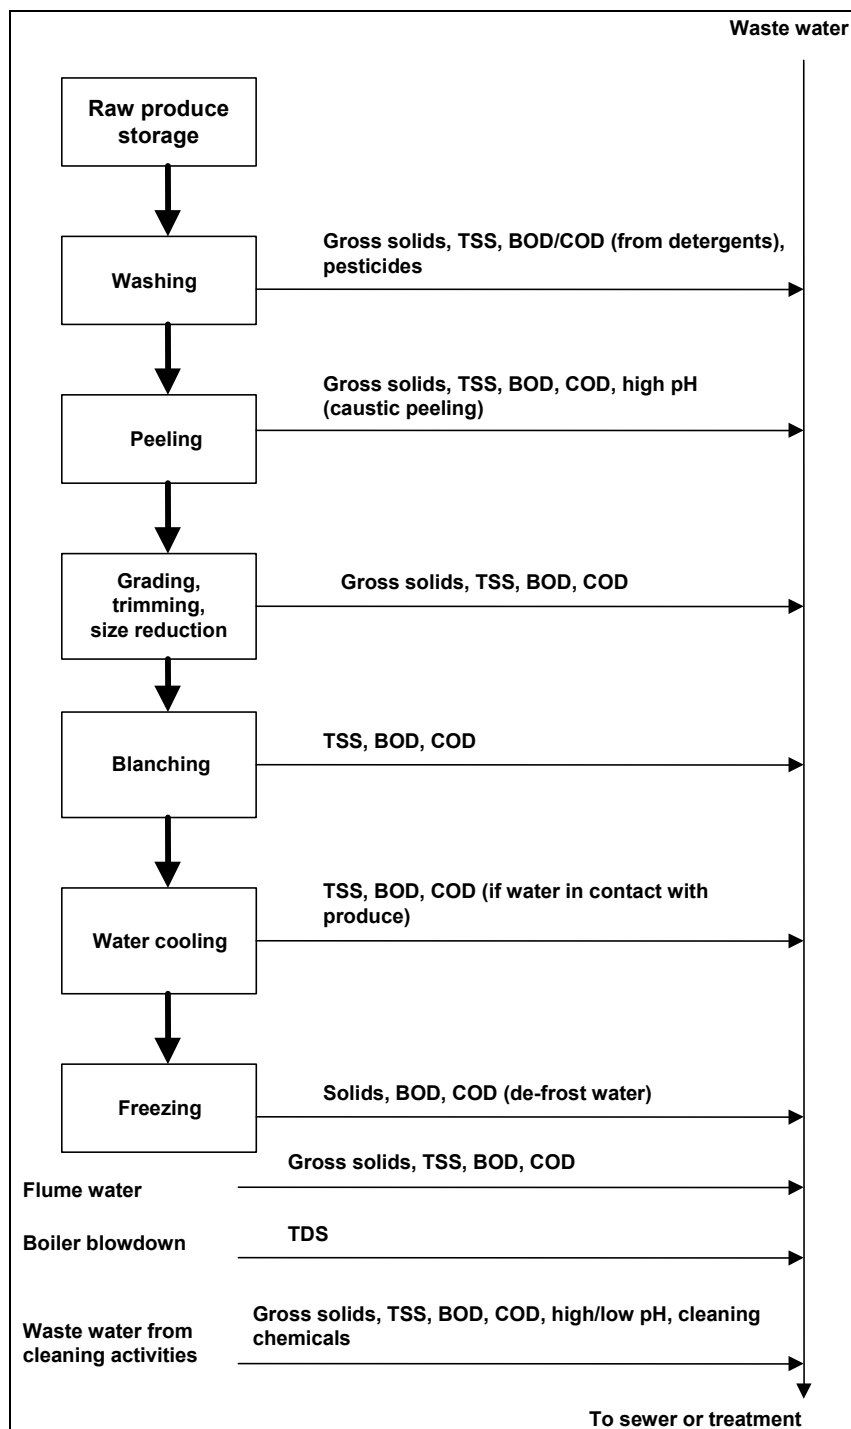 Waste water
Raw produce
storage
Gross solids, TSS, BOD/COD (from detergents),
pesticides
Washing
Gross solids, TSS, BOD, COD, high pH
(caustic peeling)
Peeling
Grading,
trimming,
size reduction
Gross solids, TSS, BOD, COD
TSS, BOD, COD
Blanching
TSS, BOD, COD (if water in contact with
produce)
Water cooling
Solids, BOD, COD (de-frost water)
Freezing
Gross solids, TSS, BOD, COD
Flume water
TDS
Boiler blowdown
Gross solids, TSS, BOD, COD, high/low pH, cleaning
chemicals
Waste water from
cleaning activities
To sewer or treatment